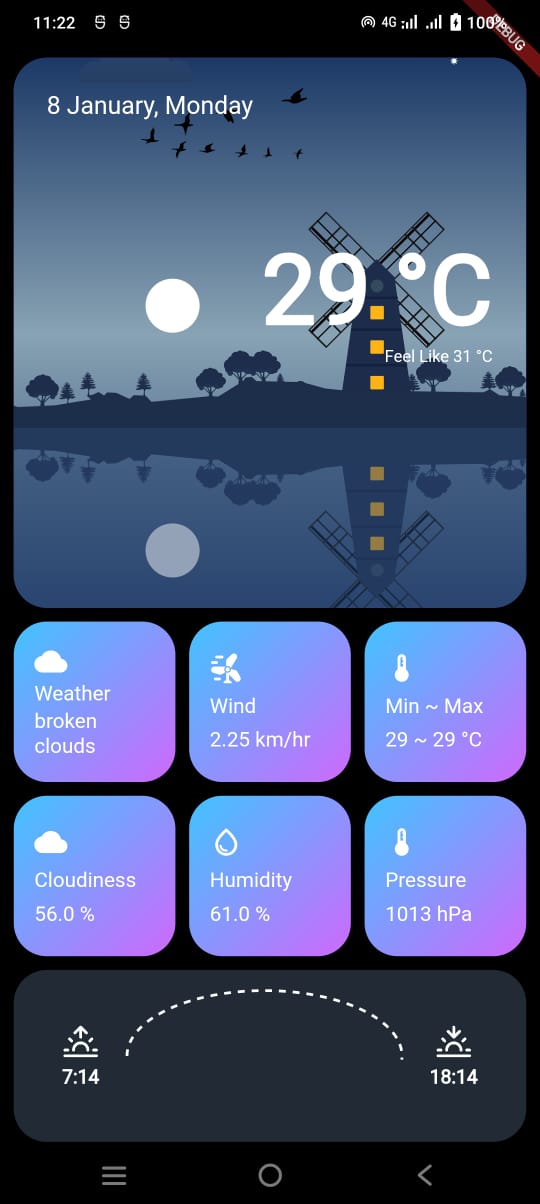 11:22
4G
100%
DEBUG
8 January, Monday
29 °C
Feel Like 31 °C
Weather
broken
clouds
Wind
2.25 km/hr
Min ~ Max
29 ~ 29 °C
Cloudiness
56.0 %
Humidity
61.0 %
Pressure
1013 hPa
7:14
18:14